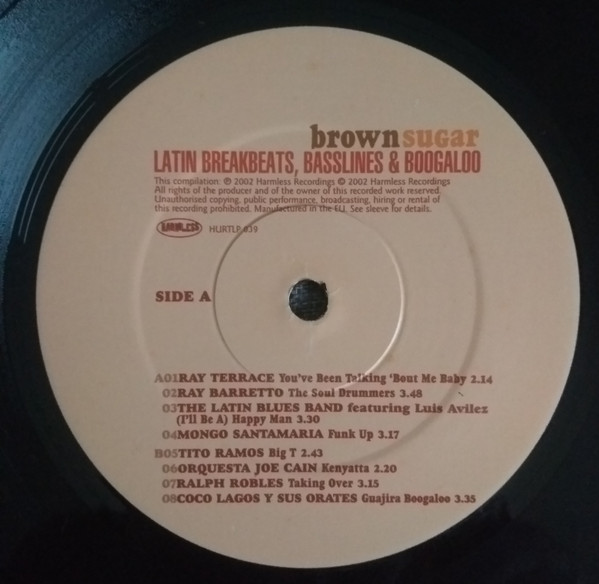 brownsugar
LATIN BREAKBEATS, BASSLINES & BOOGALOO
This compilation: ℗ 2002 Harmless Recordings © 2002 Harmless Recordings
All rights of the producer and of the owner of this recorded work reserved.
Unauthorised copying, public performance, broadcasting, hiring or rental of
this recording prohibited. Manufactured in the EU. See sleeve for details.
HARMLESS HURTLP 039
SIDE A
A01RAY TERRACE You've Been Talking 'Bout Me Baby 2.14
02RAY BARRETTO The Soul Drummers 3.48
03THE LATIN BLUES BAND featuring Luis Avilez
(I'll Be A) Happy Man 3.30
04MONGO SANTAMARIA Funk Up 3.17
B05TITO RAMOS Big T 2.43
06ORQUESTA JOE CAIN Kenyatta 2.20
07RALPH ROBLES Taking Over 3.15
08COCO LAGOS Y SUS ORATES Guajira Boogaloo 3.35